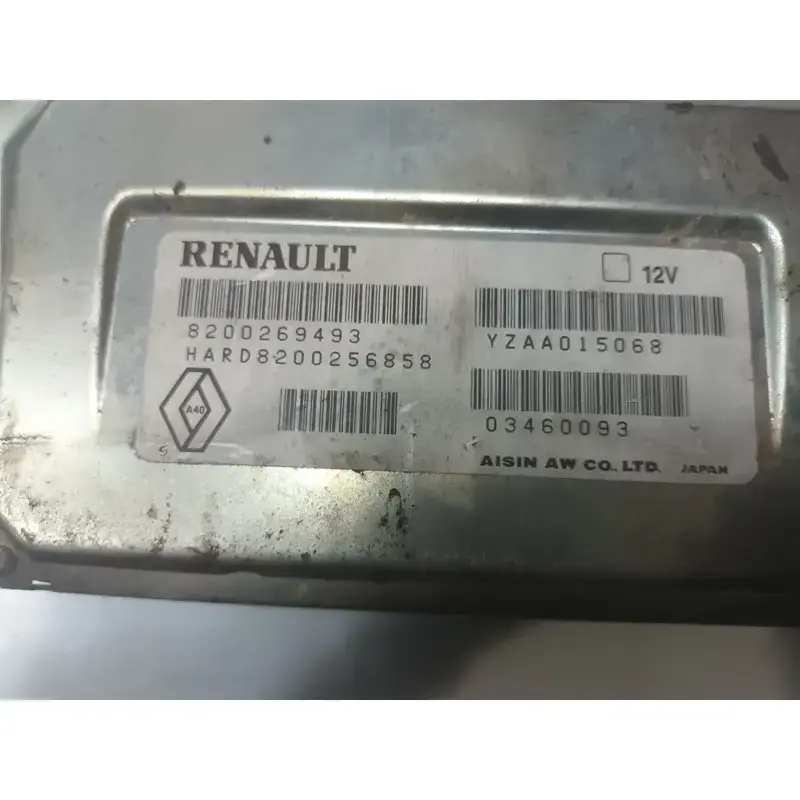 RENAULT
12V
8200269493
HARD8200256858
YZAA015068
A40
03460093
AISIN AW CO., LTD. JAPAN